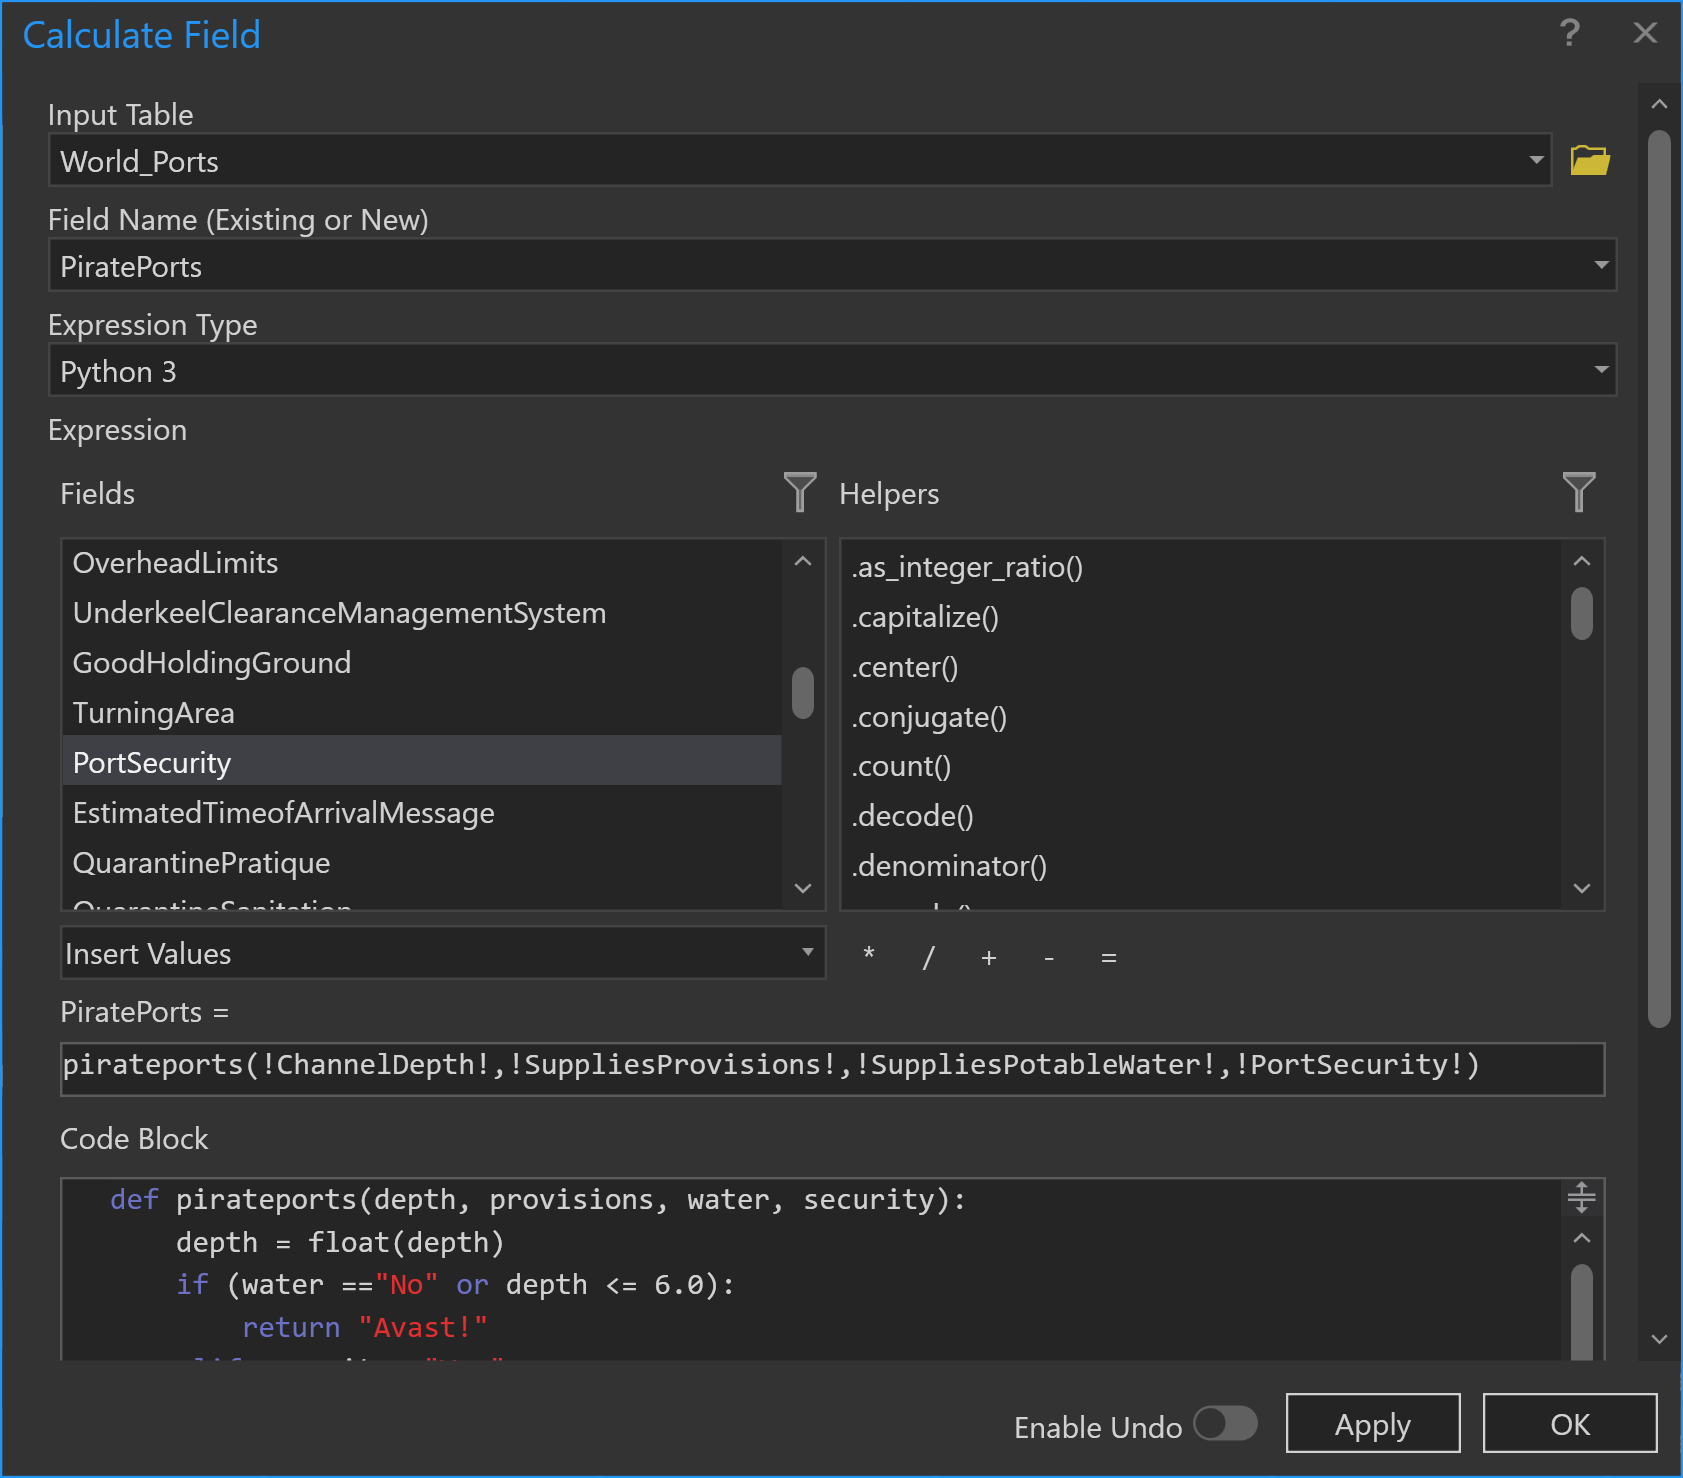 Calculate Field
?
Input Table
World_Ports
Field Name (Existing or New)
PiratePorts
Expression Type
Python 3
Expression
Fields
Helpers
OverheadLimits
UnderkeelClearanceManagementSystem
GoodHoldingGround
TurningArea
PortSecurity
EstimatedTimeofArrivalMessage
QuarantinePratique
QuarantineSanitation
.as_integer_ratio()
.capitalize()
.center()
.conjugate()
.count()
.decode()
.denominator()
Insert Values
* / + - =
PiratePorts =
pirateports(!ChannelDepth!,!SuppliesProvisions!,!SuppliesPotableWater!,!PortSecurity!)
Code Block
def pirateports(depth, provisions, water, security):
depth = float(depth)
if (water =="No" or depth <= 6.0):
return "Avast!"
Enable Undo
Apply
OK